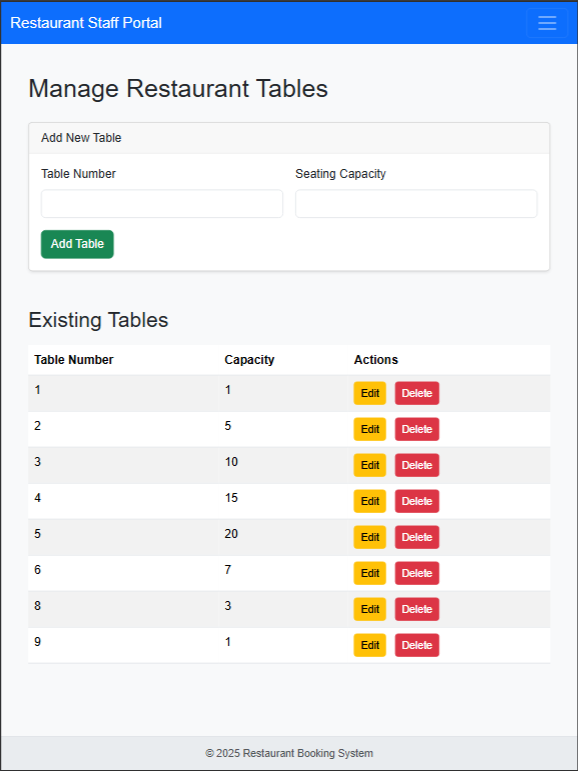 Restaurant Staff Portal
Manage Restaurant Tables
Add New Table
Table Number Seating Capacity
Add Table
Existing Tables
Table Number Capacity Actions
1 1 Edit Delete
2 5 Edit Delete
3 10 Edit Delete
4 15 Edit Delete
5 20 Edit Delete
6 7 Edit Delete
8 3 Edit Delete
9 1 Edit Delete
© 2025 Restaurant Booking System